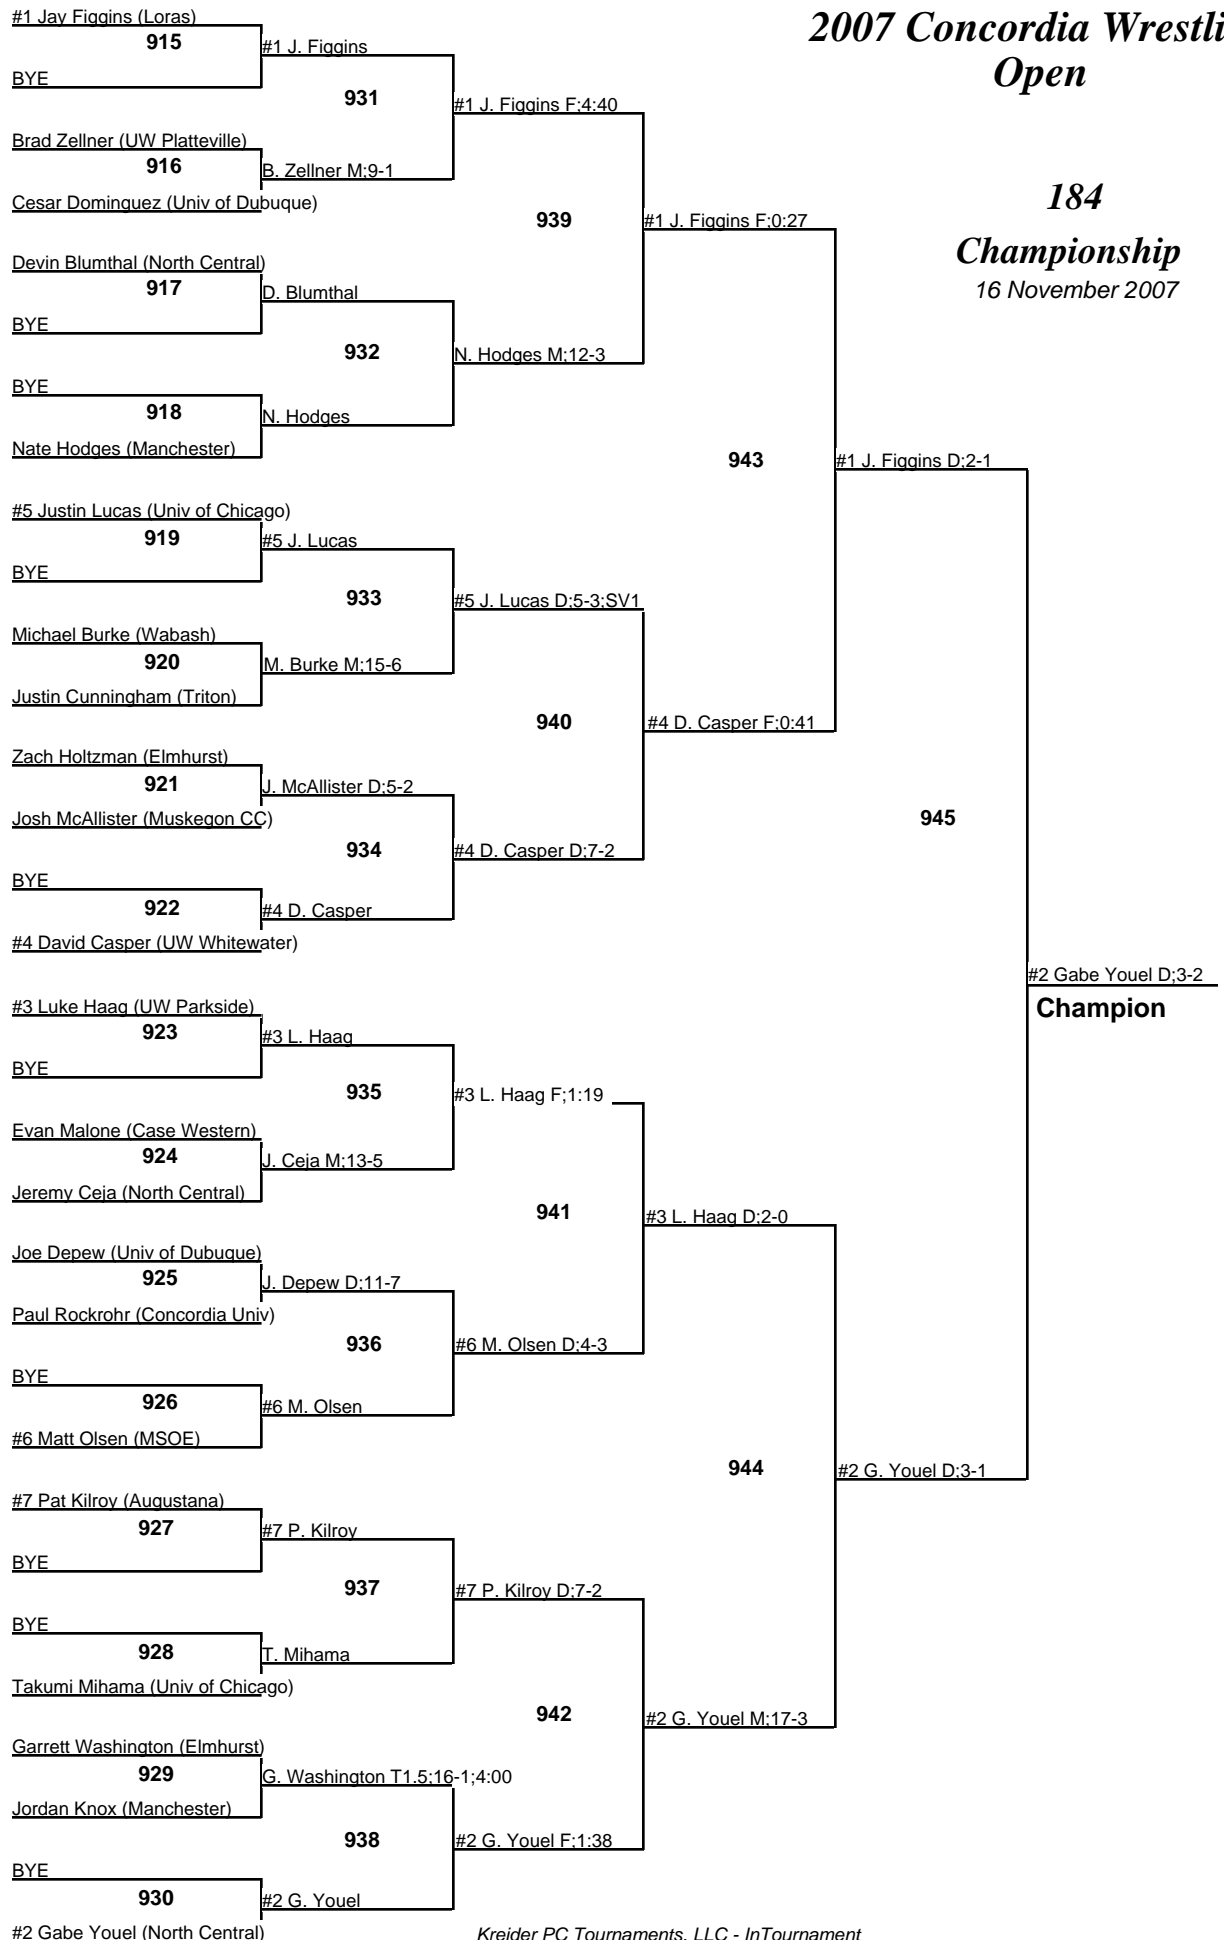 2007 Concordia Wrestli
Open
184
Championship
16 November 2007
#1 Jay Figgins (Loras)
915
BYE
Brad Zellner (UW Platteville)
916
Cesar Dominguez (Univ of Dubuque)
Devin Blumthal (North Central)
917
BYE
BYE
918
Nate Hodges (Manchester)
#5 Justin Lucas (Univ of Chicago)
919
BYE
Michael Burke (Wabash)
920
Justin Cunningham (Triton)
Zach Holtzman (Elmhurst)
921
Josh McAllister (Muskegon CC)
BYE
922
#4 David Casper (UW Whitewater)
#3 Luke Haag (UW Parkside)
923
BYE
Evan Malone (Case Western)
924
Jeremy Ceja (North Central)
Joe Depew (Univ of Dubuque)
925
Paul Rockrohr (Concordia Univ)
BYE
926
#6 Matt Olsen (MSOE)
#7 Pat Kilroy (Augustana)
927
BYE
BYE
928
Takumi Mihama (Univ of Chicago)
Garrett Washington (Elmhurst)
929
Jordan Knox (Manchester)
BYE
930
#2 Gabe Youel (North Central)
#1 J. Figgins
931
B. Zellner M;9-1
D. Blumthal
932
N. Hodges
#5 J. Lucas
933
M. Burke M;15-6
J. McAllister D;5-2
934
#4 D. Casper
#3 L. Haag
935
J. Ceja M;13-5
J. Depew D;11-7
936
#6 M. Olsen
#7 P. Kilroy
937
T. Mihama
G. Washington T1.5;16-1;4:00
938
#2 G. Youel
#1 J. Figgins F;4:40
939
N. Hodges M;12-3
#5 J. Lucas D;5-3;SV1
940
#4 D. Casper D;7-2
#3 L. Haag F;1:19
941
#6 M. Olsen D;4-3
#7 P. Kilroy D;7-2
942
#2 G. Youel F;1:38
#1 J. Figgins F;0:27
943
#4 D. Casper F;0:41
#3 L. Haag D;2-0
944
#2 G. Youel M;17-3
#1 J. Figgins D;2-1
945
#2 G. Youel D;3-1
#2 Gabe Youel D;3-2
Champion
Kreider PC Tournaments, LLC - InTournament